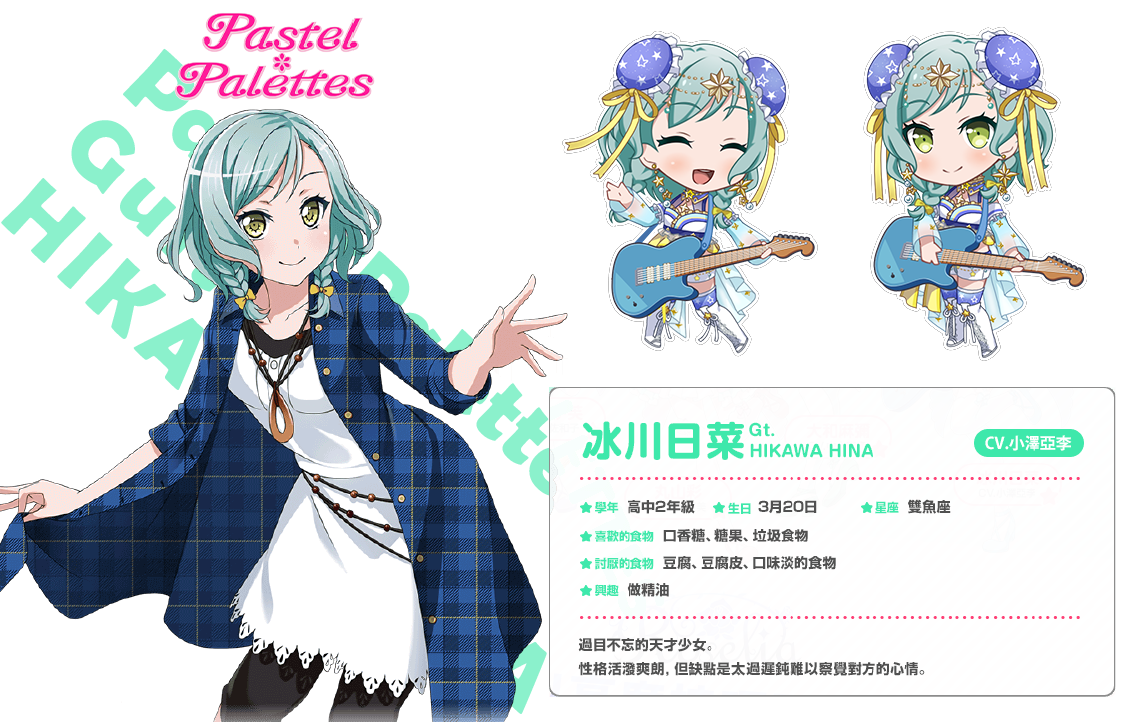 Pastel
Palettes
HIKA
冰川日菜
Gt.
HIKAWA HINA
CV.小澤亞李
學年 高中2年級 生日 3月20日 星座 雙魚座
喜歡的食物 口香糖、糖果、垃圾食物
討厭的食物 豆腐、豆腐皮、口味淡的食物
興趣 做精油
過目不忘的天才少女。
性格活潑爽朗，但缺點是太過遲鈍難以察覺對方的心情。